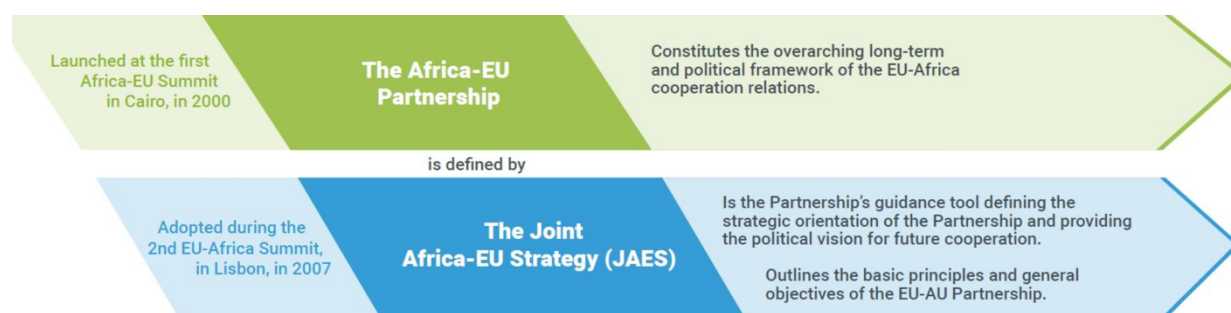 Launched at the first
Africa-EU Summit
in Cairo, in 2000
The Africa-EU
Partnership
Constitutes the overarching long-term
and political framework of the EU-Africa
cooperation relations.
is defined by
Adopted during the
2nd EU-Africa Summit,
in Lisbon, in 2007
The Joint
Africa-EU Strategy (JAES)
Is the Partnership's guidance tool defining the
strategic orientation of the Partnership and providing
the political vision for future cooperation.
Outlines the basic principles and general
objectives of the EU-AU Partnership.